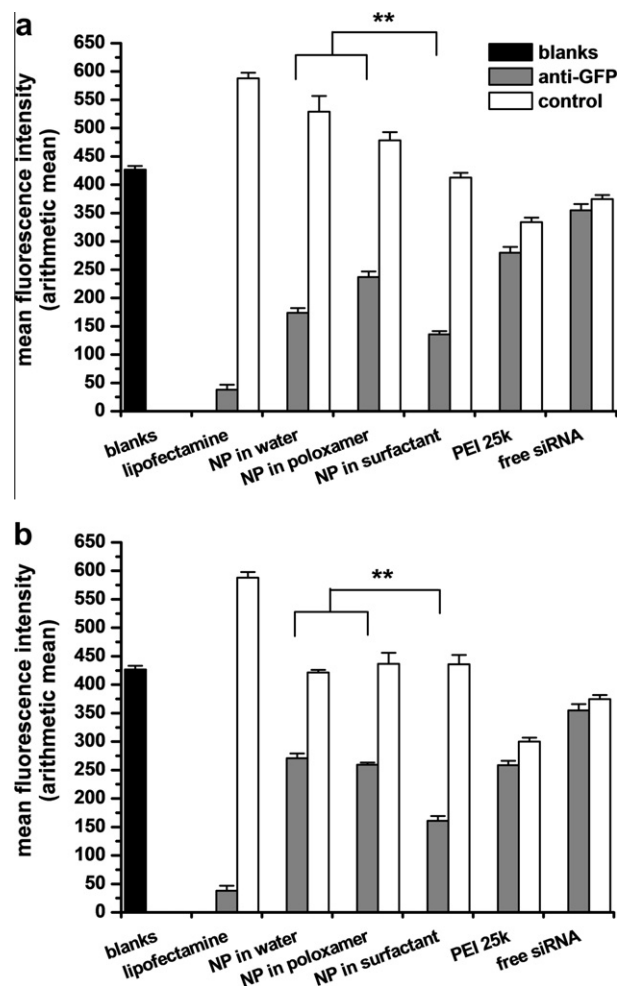 a
**
blanks
anti-GFP
control
mean fluorescence intensity
(arithmetic mean)
650
600
550
500
450
400
350
300
250
200
150
100
50
0
blanks
lipofectamine
NP in water
NP in poloxamer
NP in surfactant
PEI 25k
free siRNA
b
**
mean fluorescence intensity
(arithmetic mean)
650
600
550
500
450
400
350
300
250
200
150
100
50
0
blanks
lipofectamine
NP in water
NP in poloxamer
NP in surfactant
PEI 25k
free siRNA